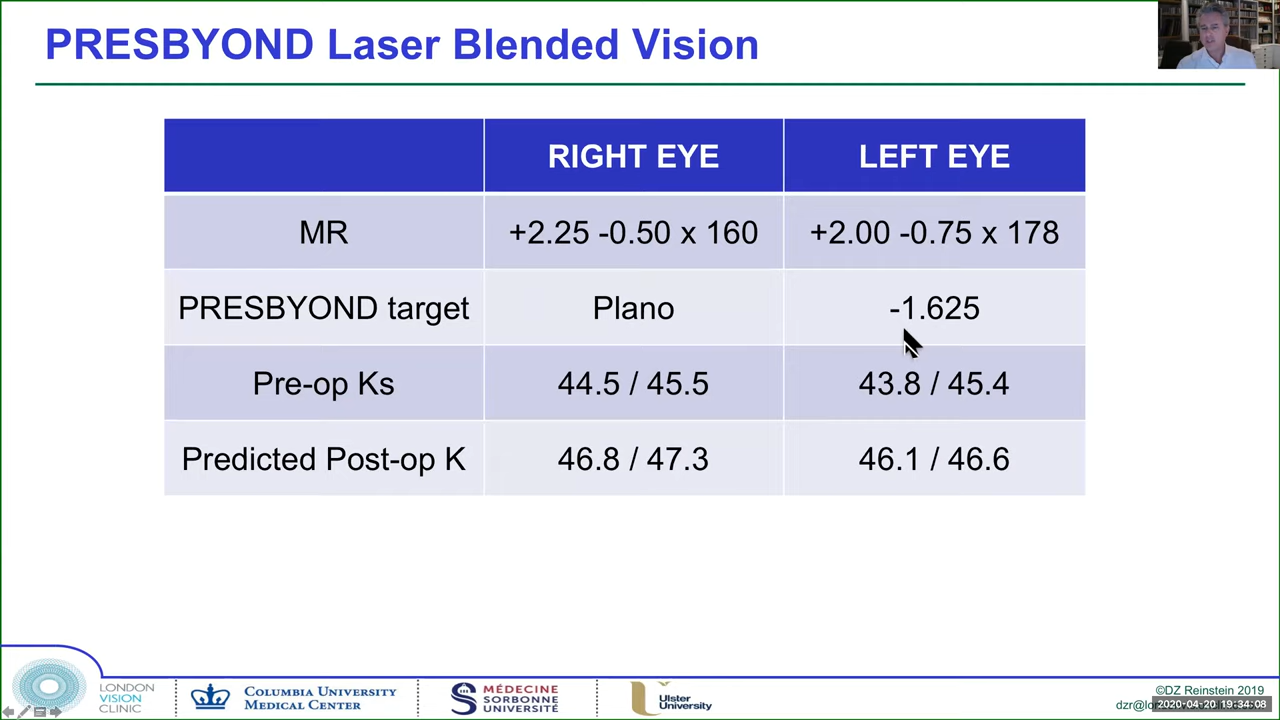 PRESBYOND Laser Blended Vision
RIGHT EYE LEFT EYE
MR +2.25 -0.50 x 160 +2.00 -0.75 x 178
PRESBYOND target Plano -1.625
Pre-op Ks 44.5 / 45.5 43.8 / 45.4
Predicted Post-op K 46.8 / 47.3 46.1 / 46.6
LONDON
VISION
CLINIC
COLUMBIA UNIVERSITY
MEDICAL CENTER
MÉDECINE
SORBONNE
UNIVERSITÉ
Ulster
University
©DZ Reinstein 2019
2020-04-20 19:34:08